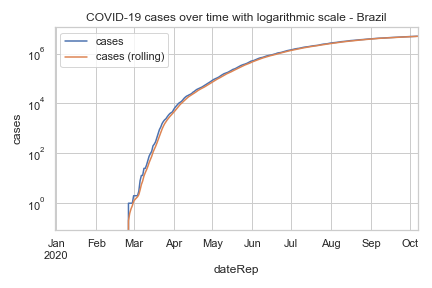 COVID-19 cases over time with logarithmic scale - Brazil
cases
cases (rolling)
10^6
10^4
10^2
10^0
cases
Jan Feb Mar Apr May Jun Jul Aug Sep Oct
2020
dateRep